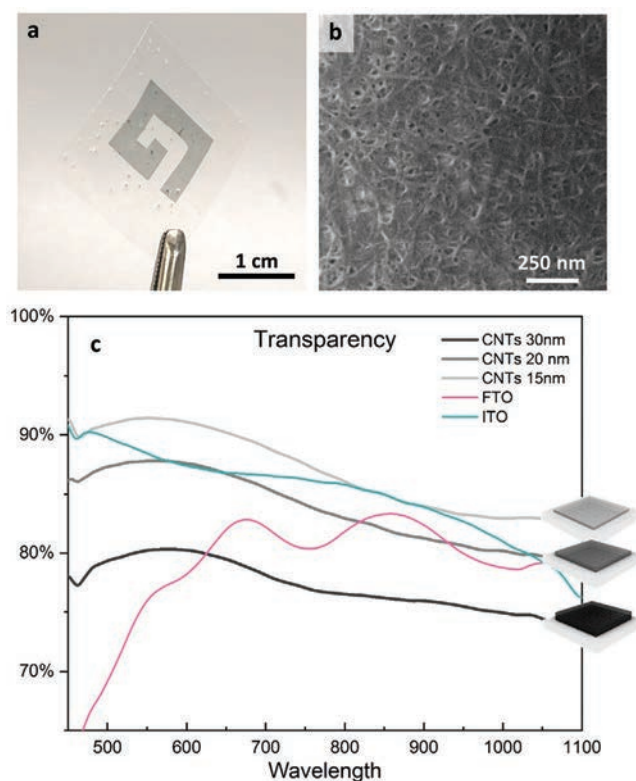 a
1 cm
b
250 nm
100%
90%
80%
70%
c
Transparency
CNTs 30nm
CNTs 20 nm
CNTs 15nm
FTO
ITO
500 600 700 800 900 1000 1100
Wavelength